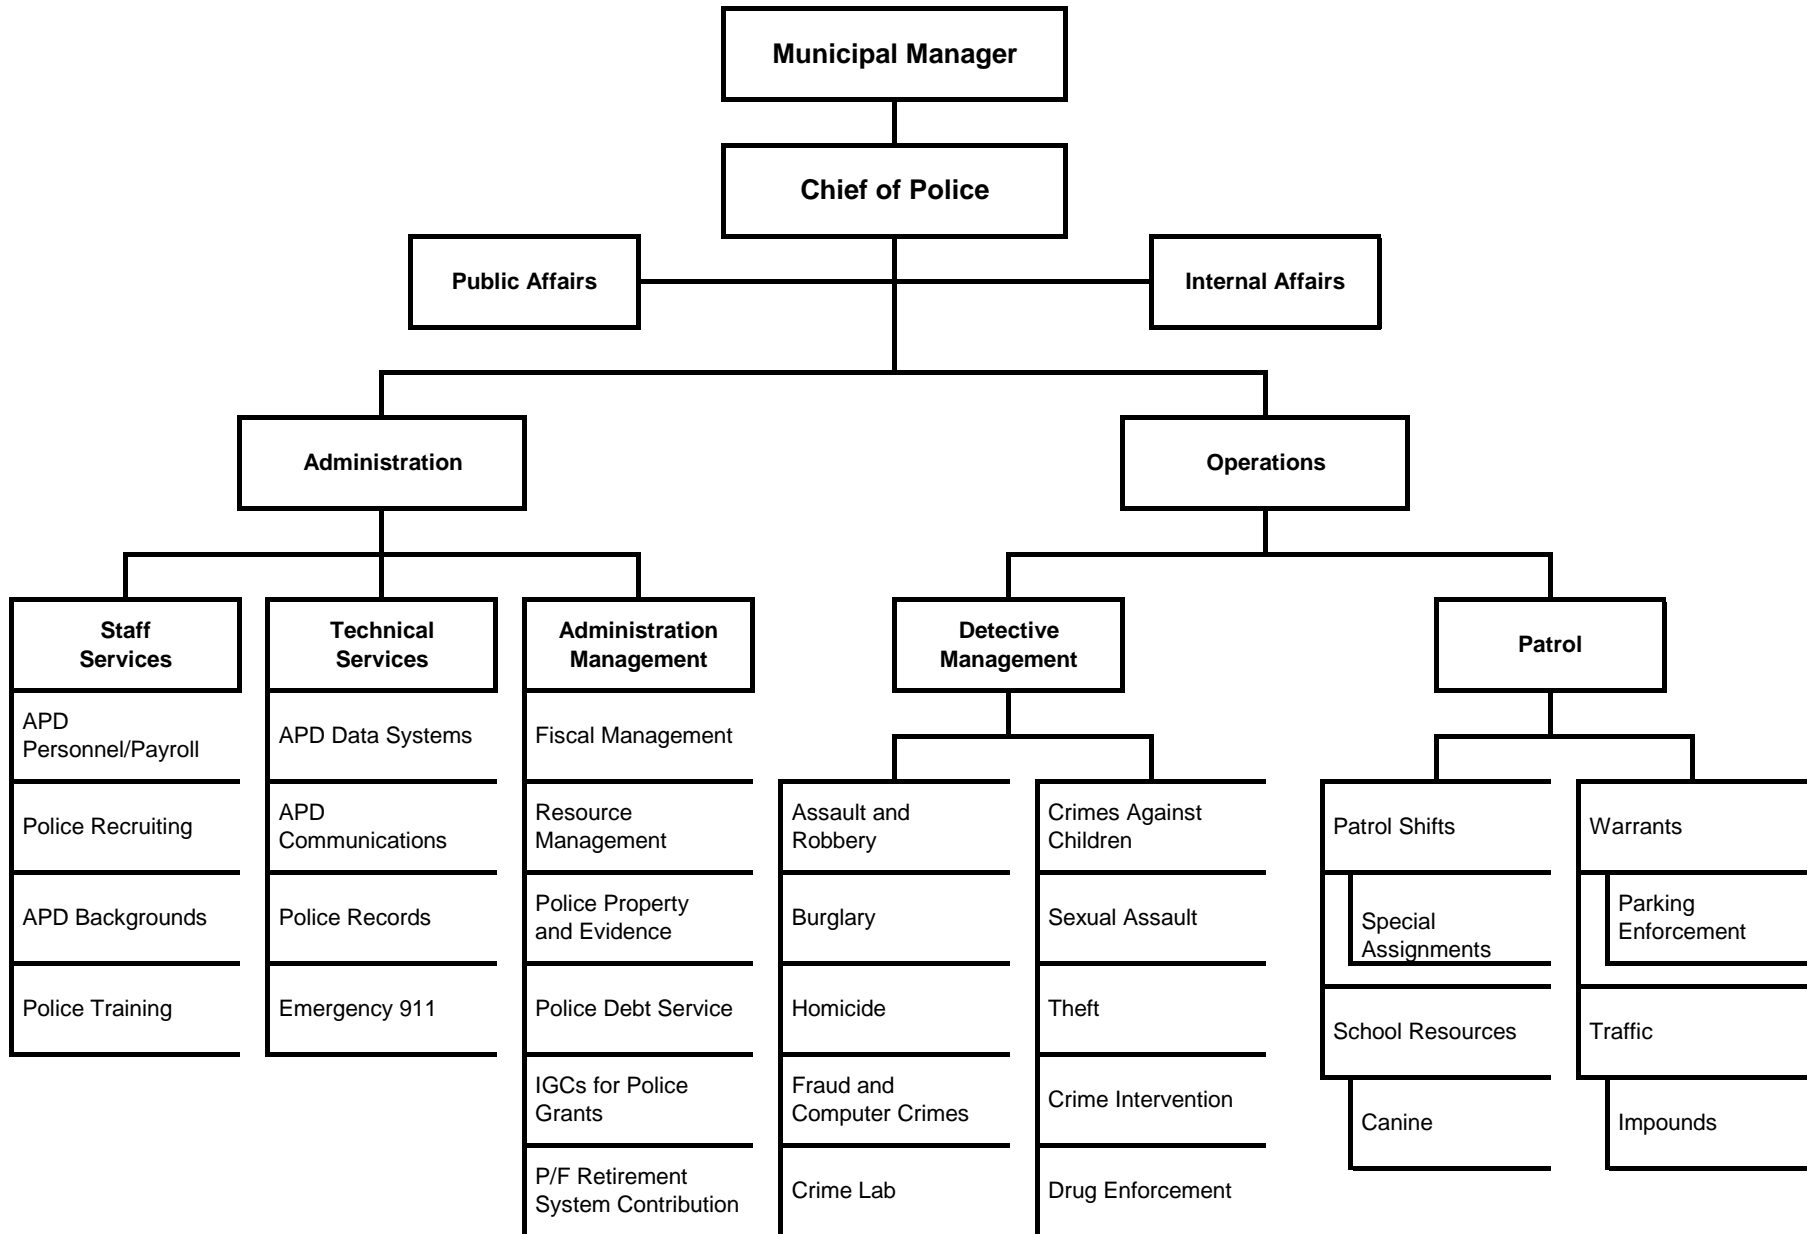 Municipal Manager
Chief of Police
Public Affairs
Internal Affairs
Administration
Operations
Staff
Services
Technical
Services
Administration
Management
Detective
Management
Patrol
APD
Personnel/Payroll
Police Recruiting
APD Backgrounds
Police Training
APD Data Systems
APD
Communications
Police Records
Emergency 911
Fiscal Management
Resource
Management
Police Property
and Evidence
Police Debt Service
IGCs for Police
Grants
P/F Retirement
System Contribution
Assault and
Robbery
Burglary
Homicide
Fraud and
Computer Crimes
Crime Lab
Crimes Against
Children
Sexual Assault
Theft
Crime Intervention
Drug Enforcement
Patrol Shifts
Special
Assignments
School Resources
Canine
Warrants
Parking
Enforcement
Traffic
Impounds